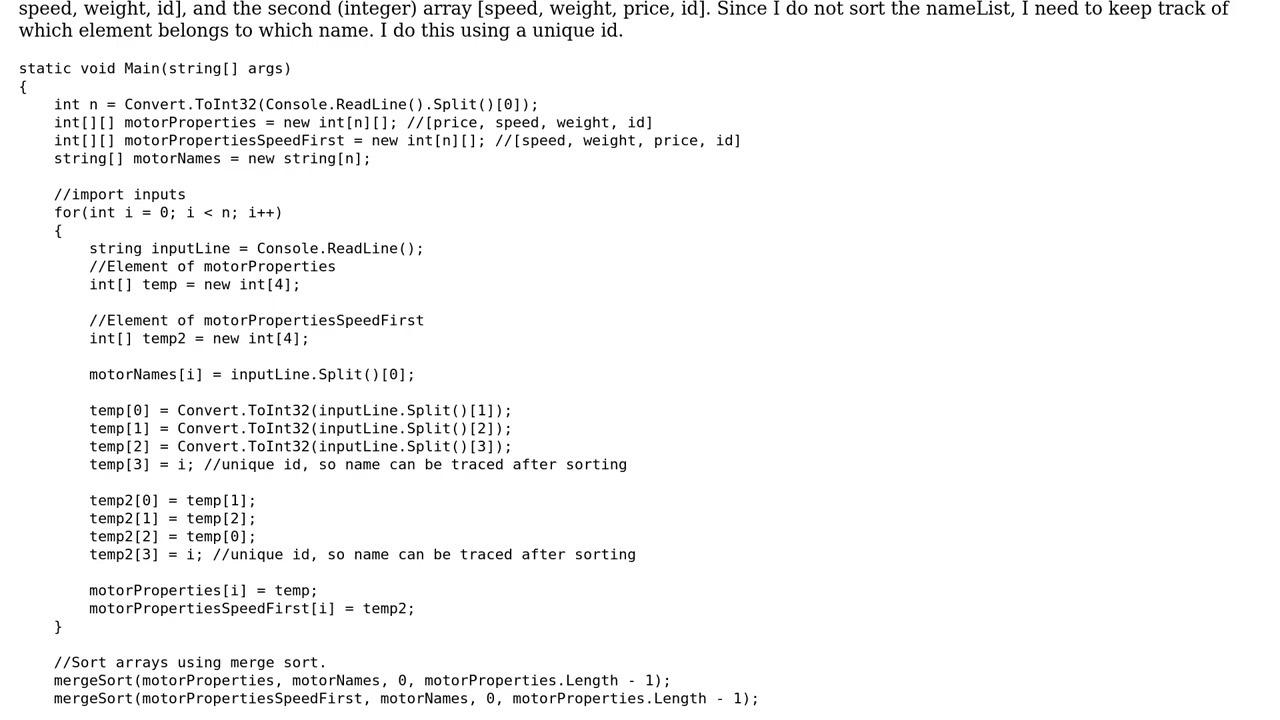 speed, weight, id], and the second (integer) array [speed, weight, price, id]. Since I do not sort the nameList, I need to keep track of
which element belongs to which name. I do this using a unique id.
static void Main(string[] args)
{
    int n = Convert.ToInt32(Console.ReadLine().Split()[0]);
    int[][] motorProperties = new int[n][]; //[price, speed, weight, id]
    int[][] motorPropertiesSpeedFirst = new int[n][]; //[speed, weight, price, id]
    string[] motorNames = new string[n];

    //import inputs
    for(int i = 0; i < n; i++)
    {
        string inputLine = Console.ReadLine();
        //Element of motorProperties
        int[] temp = new int[4];

        //Element of motorPropertiesSpeedFirst
        int[] temp2 = new int[4];

        motorNames[i] = inputLine.Split()[0];

        temp[0] = Convert.ToInt32(inputLine.Split()[1]);
        temp[1] = Convert.ToInt32(inputLine.Split()[2]);
        temp[2] = Convert.ToInt32(inputLine.Split()[3]);
        temp[3] = i; //unique id, so name can be traced after sorting

        temp2[0] = temp[1];
        temp2[1] = temp[2];
        temp2[2] = temp[0];
        temp2[3] = i; //unique id, so name can be traced after sorting

        motorProperties[i] = temp;
        motorPropertiesSpeedFirst[i] = temp2;
    }

    //Sort arrays using merge sort.
    mergeSort(motorProperties, motorNames, 0, motorProperties.Length - 1);
    mergeSort(motorPropertiesSpeedFirst, motorNames, 0, motorProperties.Length - 1);